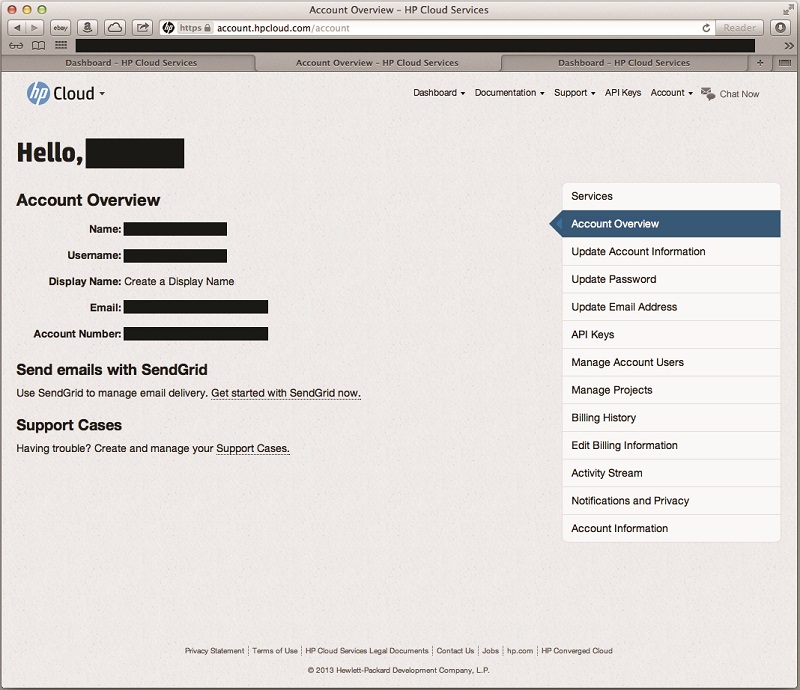 Account Overview – HP Cloud Services
ebay
https account.hpcloud.com/account
Reader
Dashboard – HP Cloud Services
Account Overview – HP Cloud Services
Dashboard – HP Cloud Services
hp Cloud
Dashboard
Documentation
Support
API Keys
Account
Chat Now
Hello,
Account Overview
Name:
Username:
Display Name: Create a Display Name
Email:
Account Number:
Send emails with SendGrid
Use SendGrid to manage email delivery. Get started with SendGrid now.
Support Cases
Having trouble? Create and manage your Support Cases.
Services
Account Overview
Update Account Information
Update Password
Update Email Address
API Keys
Manage Account Users
Manage Projects
Billing History
Edit Billing Information
Activity Stream
Notifications and Privacy
Account Information
Privacy Statement | Terms of Use | HP Cloud Services Legal Documents | Contact Us | Jobs | hp.com | HP Converged Cloud
© 2013 Hewlett-Packard Development Company, L.P.